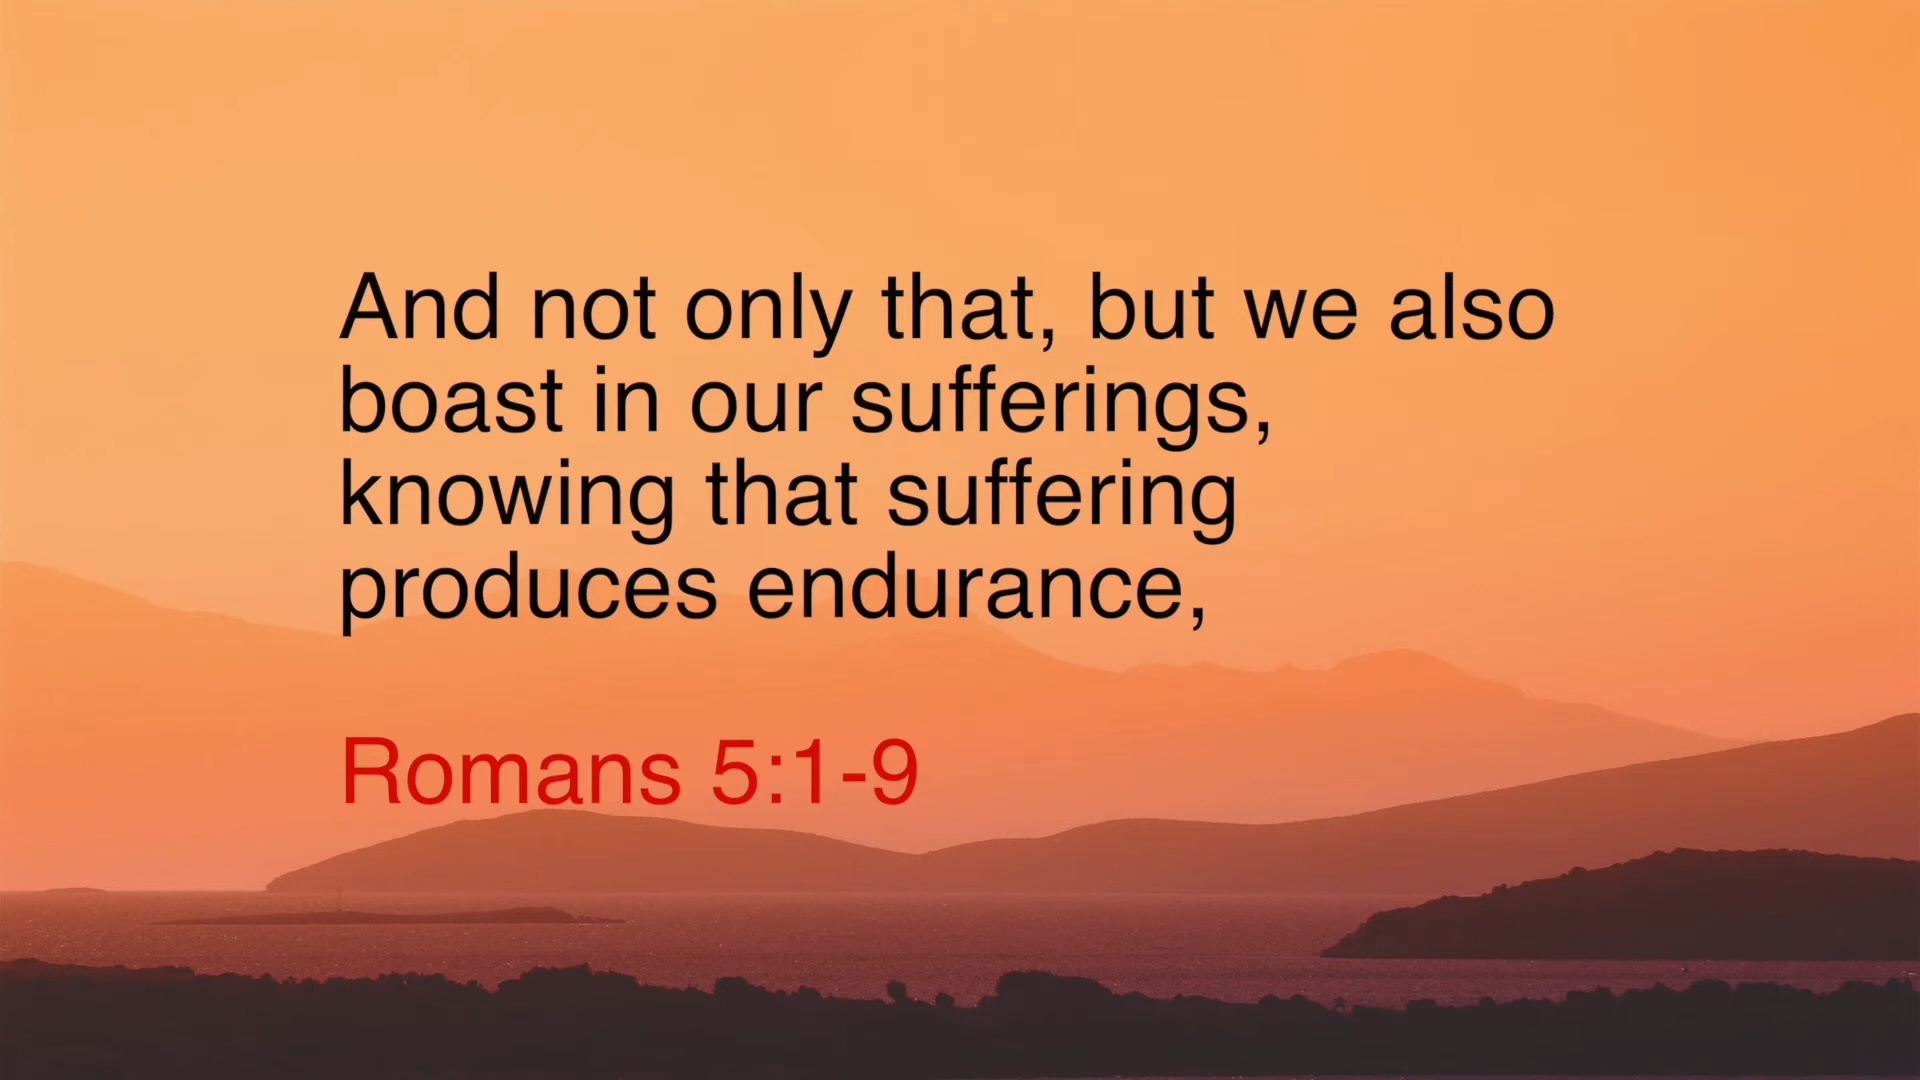 And not only that, but we also
boast in our sufferings,
knowing that suffering
produces endurance,
Romans 5:1-9